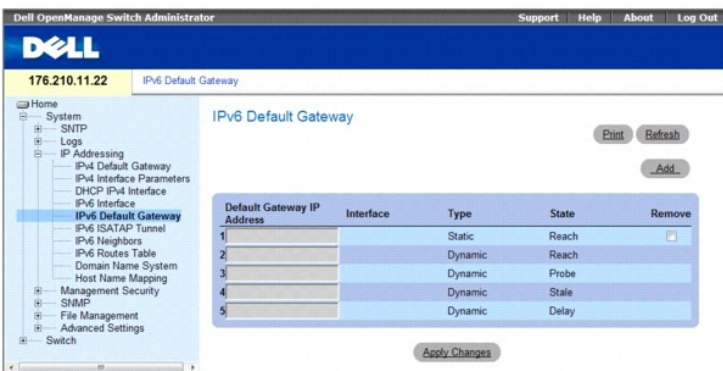 Dell OpenManage Switch Administrator
Support Help About Log Out
DELL
176.210.11.22
IPv6 Default Gateway
Home
System
SNTP
Logs
IP Addressing
IPv4 Default Gateway
IPv4 Interface Parameters
DHCP IPv4 Interface
IPv6 Interface
IPv6 Default Gateway
IPv6 ISATAP Tunnel
IPv6 Neighbors
IPv6 Routes Table
Domain Name System
Host Name Mapping
Management Security
SNMP
File Management
Advanced Settings
Switch
IPv6 Default Gateway
Print Refresh
Add
Default Gateway IP Address Interface Type State Remove
1 Static Reach
2 Dynamic Reach
3 Dynamic Probe
4 Dynamic Stale
5 Dynamic Delay
Apply Changes